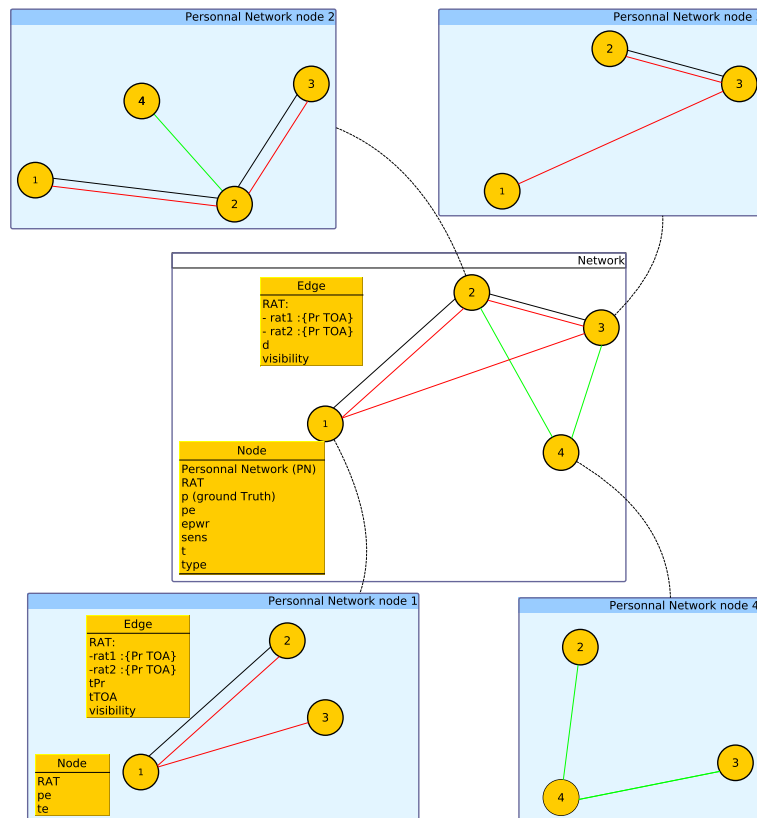 Personnal Network node 2
4
3
1
2
Personnal Network node
2
3
1
Network
Edge
RAT:
- rat1 :{Pr TOA}
- rat2 :{Pr TOA}
d
visibility
2
3
1
4
Node
Personnal Network (PN)
RAT
p (ground Truth)
pe
epwr
sens
t
type
Personnal Network node 1
Edge
RAT:
-rat1 :{Pr TOA}
-rat2 :{Pr TOA}
tPr
tTOA
visibility
2
3
1
Node
RAT
pe
te
Personnal Network node 4
2
3
4